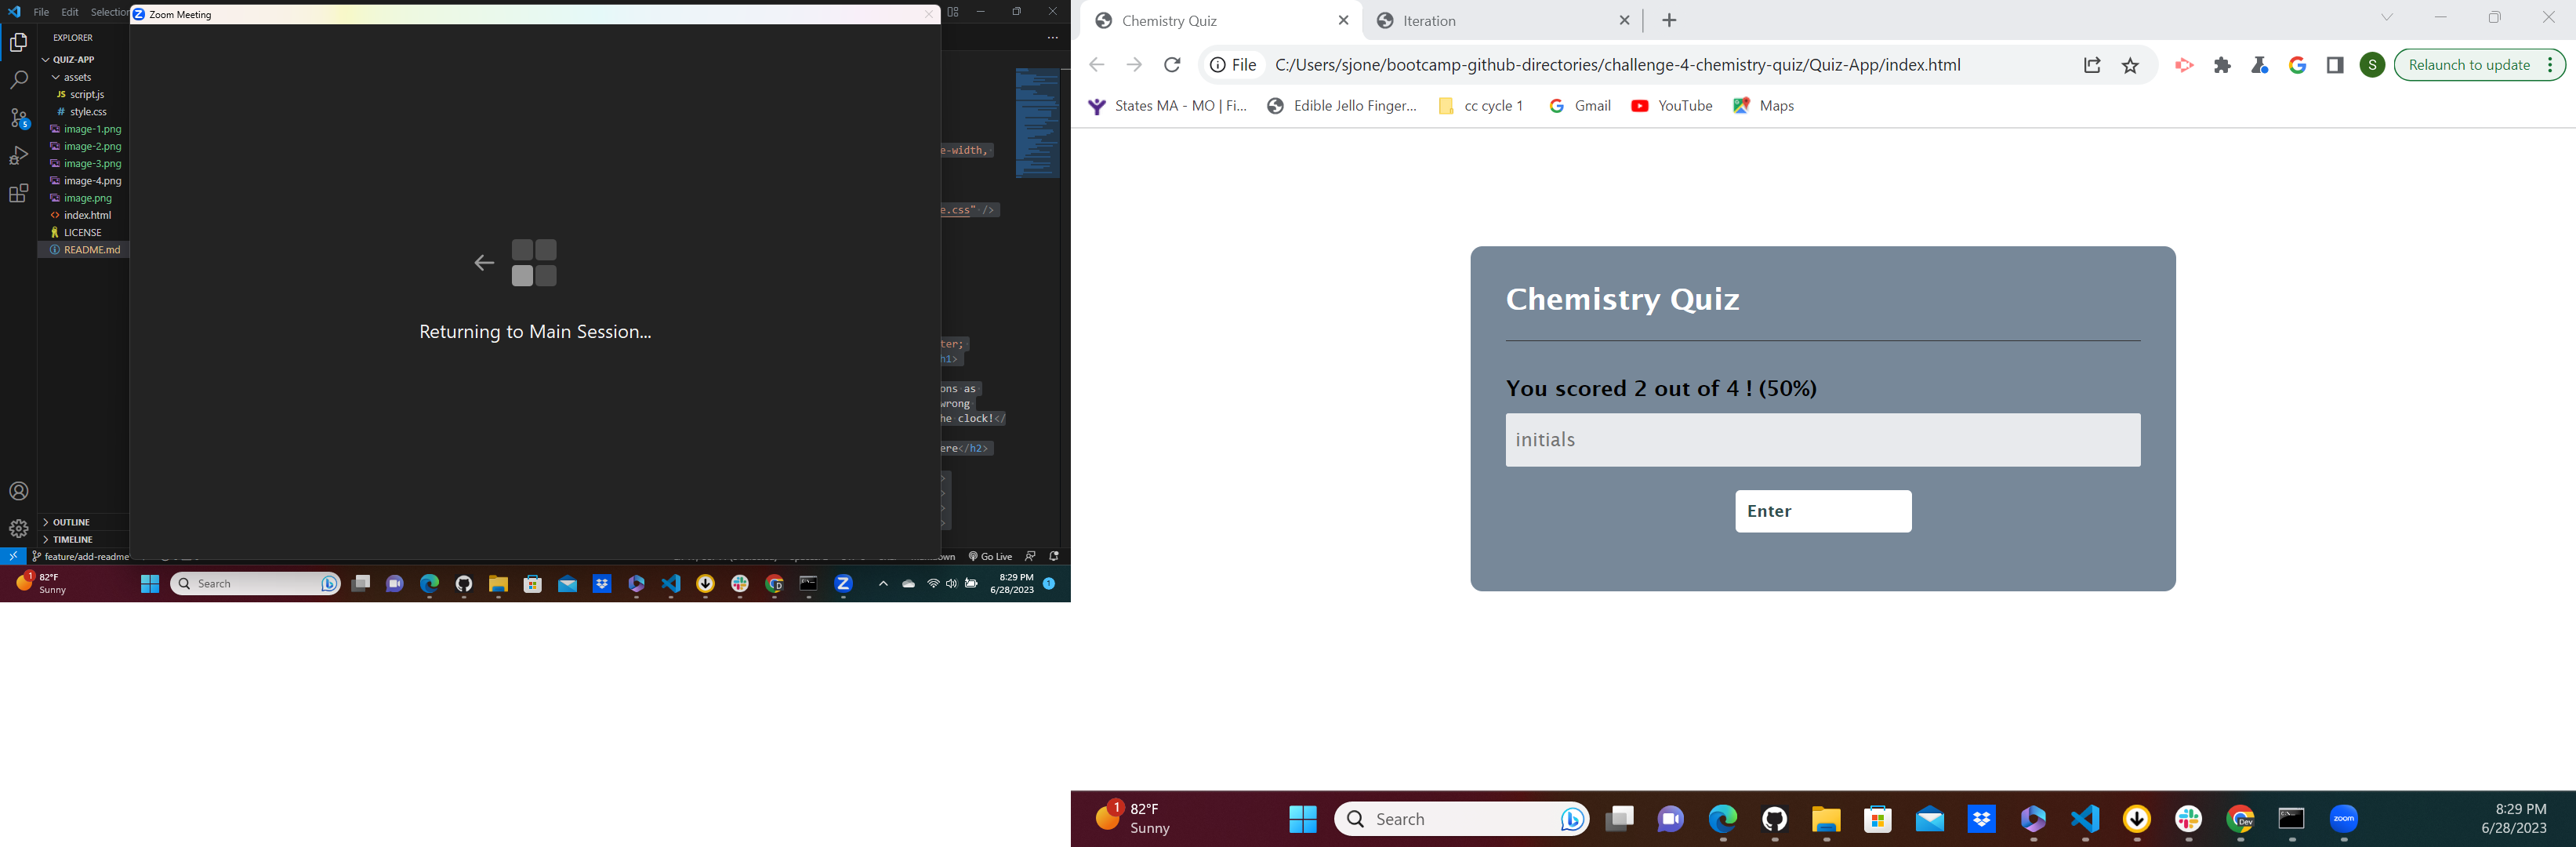 File Edit Selection
Zoom Meeting
EXPLORER
QUIZ-APP
assets
JS script.js
# style.css
image-1.png
image-2.png
image-3.png
image-4.png
image.png
<> index.html
LICENSE
README.md
OUTLINE
TIMELINE
5
Returning to Main Session...
e-width,
e.css" />
ter;
h1>
ons as
wrong
he clock!</
ere</h2>
>
>
>
>
feature/add-readme
Go Live
1
82°F
Sunny
Search
8:29 PM
6/28/2023
1
Chemistry Quiz
Iteration
File
C:/Users/sjone/bootcamp-github-directories/challenge-4-chemistry-quiz/Quiz-App/index.html
S
Relaunch to update
States MA - MO | Fi...
Edible Jello Finger...
cc cycle 1
Gmail
YouTube
Maps
Chemistry Quiz
You scored 2 out of 4 ! (50%)
initials
Enter
1
82°F
Sunny
Search
Dev
zoom
8:29 PM
6/28/2023